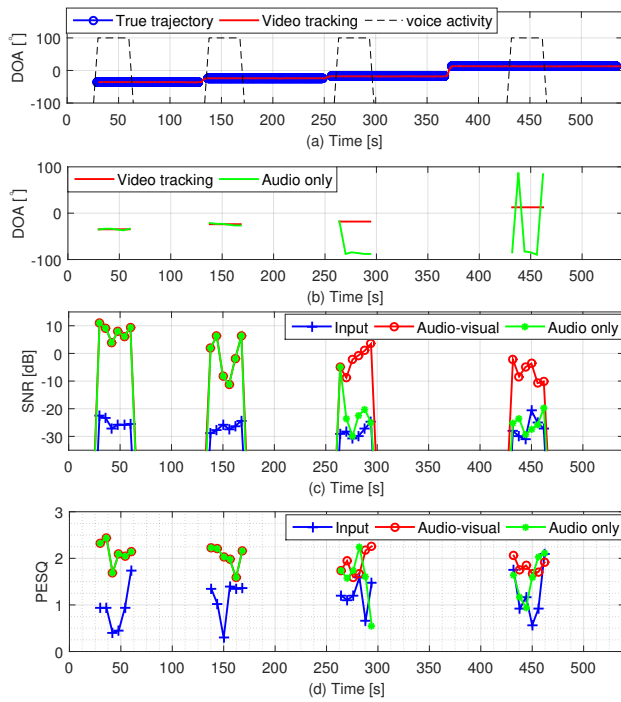 True trajectory Video tracking voice activity
DOA [°]
100
0
-100
0 50 100 150 200 250 300 350 400 450 500
(a) Time [s]
Video tracking Audio only
DOA [°]
100
0
-100
0 50 100 150 200 250 300 350 400 450 500
(b) Time [s]
Input Audio-visual Audio only
SNR [dB]
10
0
-10
-20
-30
0 50 100 150 200 250 300 350 400 450 500
(c) Time [s]
Input Audio-visual Audio only
PESQ
3
2
1
0
0 50 100 150 200 250 300 350 400 450 500
(d) Time [s]